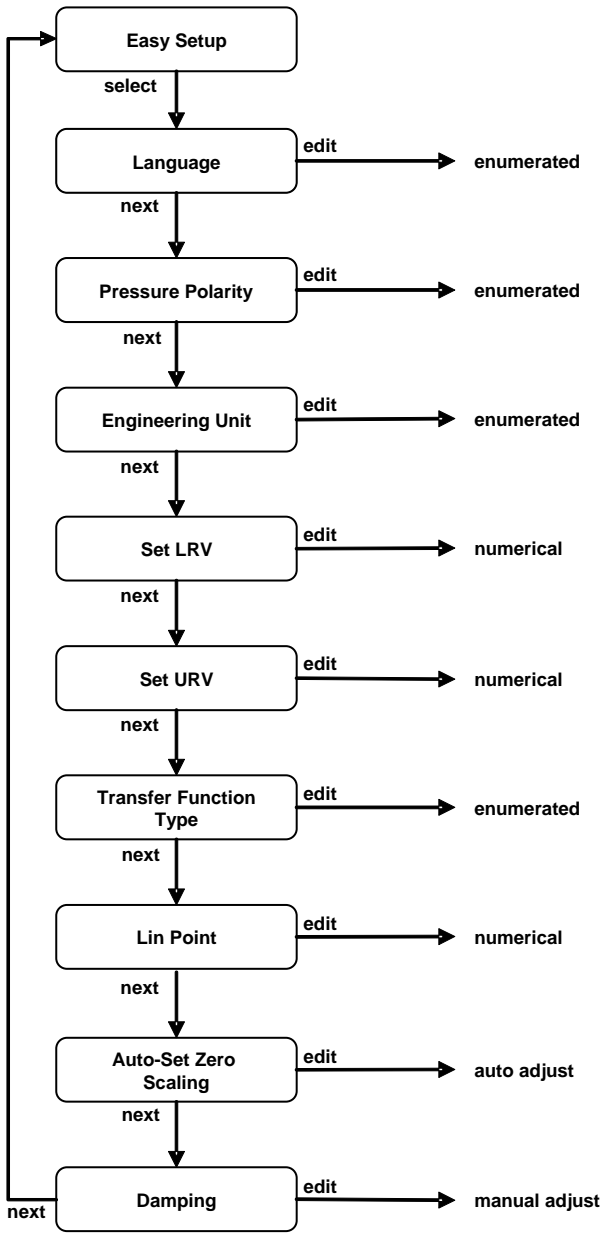 Easy Setup
select
Language
edit
enumerated
next
Pressure Polarity
edit
enumerated
next
Engineering Unit
edit
enumerated
next
Set LRV
edit
numerical
next
Set URV
edit
numerical
next
Transfer Function
Type
edit
enumerated
next
Lin Point
edit
numerical
next
Auto-Set Zero
Scaling
edit
auto adjust
next
Damping
edit
manual adjust
next